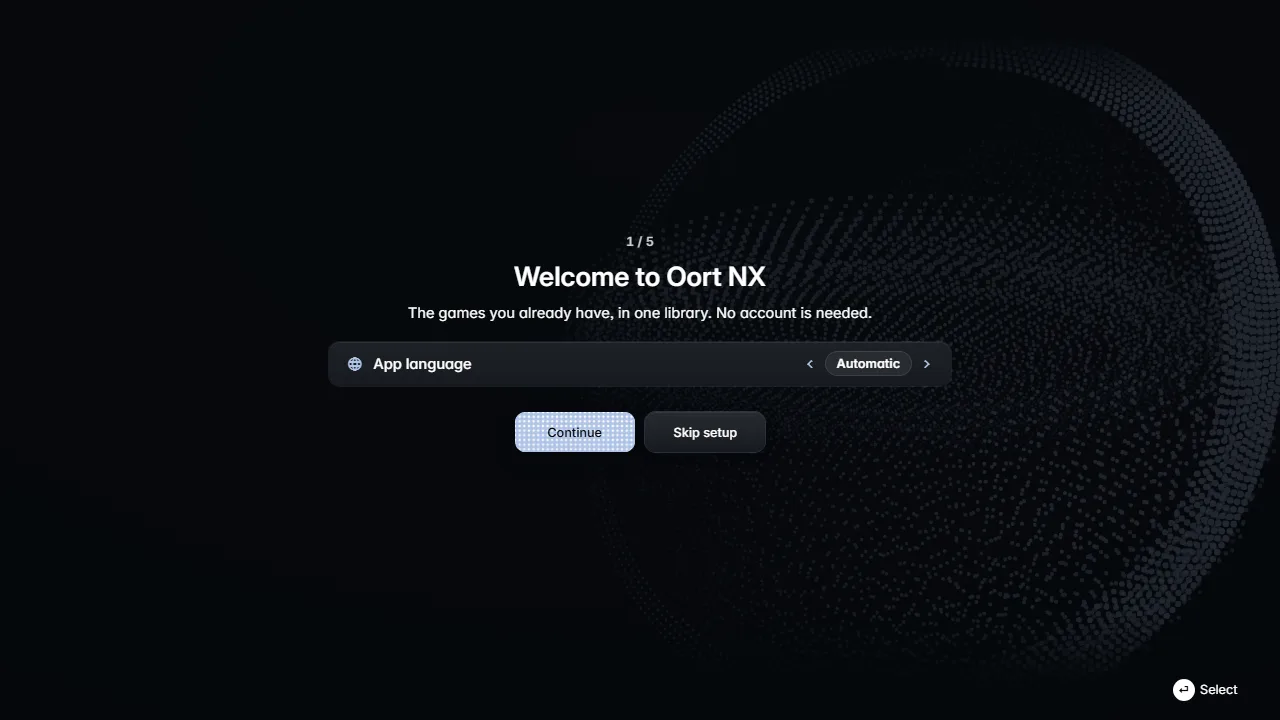 1 / 5
Welcome to Oort NX
The games you already have, in one library. No account is needed.
App language
Automatic
Continue
Skip setup
Select